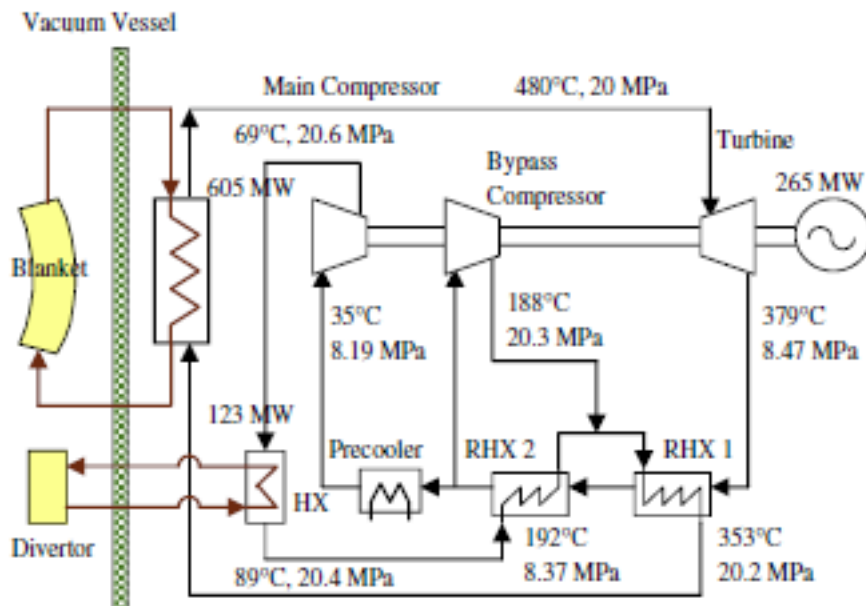 Vacuum Vessel
Main Compressor
480°C, 20 MPa
69°C, 20.6 MPa
Turbine
Bypass
Compressor
605 MW
265 MW
Blanket
35°C
8.19 MPa
188°C
20.3 MPa
379°C
8.47 MPa
123 MW
Precooler
RHX 2
RHX 1
HX
Divertor
192°C
8.37 MPa
353°C
20.2 MPa
89°C, 20.4 MPa